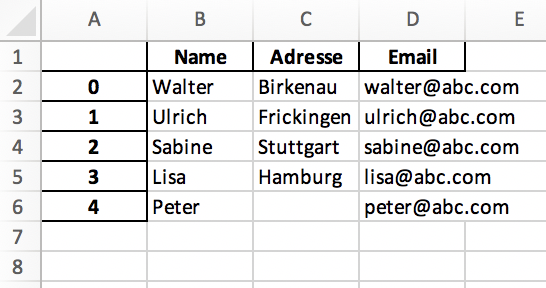 A B C D E
1 Name Adresse Email
2 0 Walter Birkenau walter@abc.com
3 1 Ulrich Frickingen ulrich@abc.com
4 2 Sabine Stuttgart sabine@abc.com
5 3 Lisa Hamburg lisa@abc.com
6 4 Peter peter@abc.com
7
8